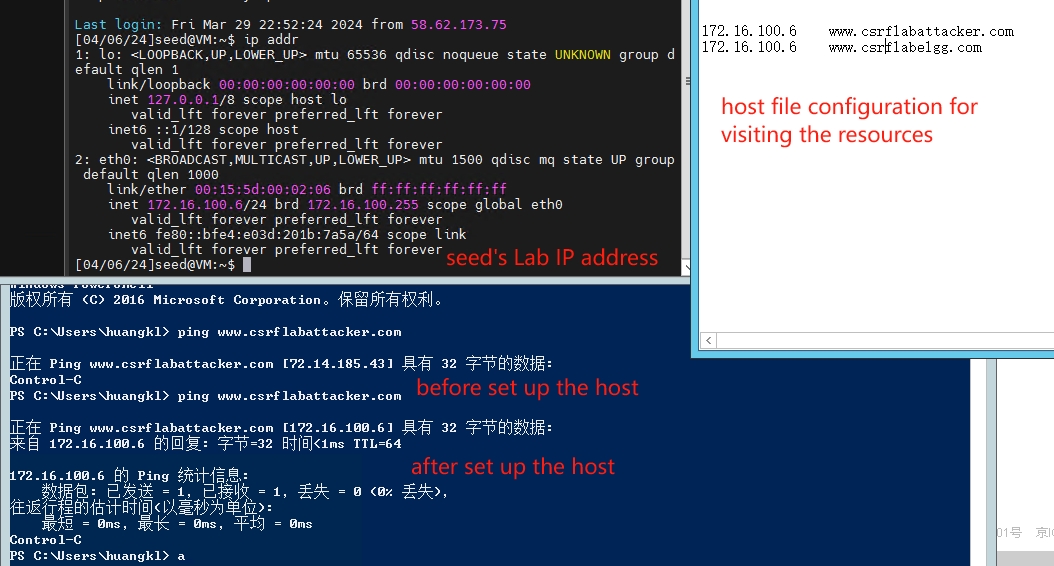 Last login: Fri Mar 29 22:52:24 2024 from 58.62.173.75
[04/06/24]seed@VM:~$ ip addr
1: lo: <LOOPBACK,UP,LOWER_UP> mtu 65536 qdisc noqueue state UNKNOWN group d
efault qlen 1
    link/loopback 00:00:00:00:00:00 brd 00:00:00:00:00:00
    inet 127.0.0.1/8 scope host lo
       valid_lft forever preferred_lft forever
    inet6 ::1/128 scope host
       valid_lft forever preferred_lft forever
2: eth0: <BROADCAST,MULTICAST,UP,LOWER_UP> mtu 1500 qdisc mq state UP group
 default qlen 1000
    link/ether 00:15:5d:00:02:06 brd ff:ff:ff:ff:ff:ff
    inet 172.16.100.6/24 brd 172.16.100.255 scope global eth0
       valid_lft forever preferred_lft forever
    inet6 fe80::bfe4:e03d:201b:7a5a/64 scope link
       valid_lft forever preferred_lft forever
[04/06/24]seed@VM:~$
seed's Lab IP address
172.16.100.6    www.csrflabattacker.com
172.16.100.6    www.csrflabelgg.com
host file configuration for
visiting the resources
Windows PowerShell
版权所有 (C) 2016 Microsoft Corporation。保留所有权利。
PS C:\Users\huangkl> ping www.csrflabattacker.com
正在 Ping www.csrflabattacker.com [72.14.185.43] 具有 32 字节的数据:
Control-C
before set up the host
PS C:\Users\huangkl> ping www.csrflabattacker.com
正在 Ping www.csrflabattacker.com [172.16.100.6] 具有 32 字节的数据:
来自 172.16.100.6 的回复: 字节=32 时间<1ms TTL=64
after set up the host
172.16.100.6 的 Ping 统计信息:
    数据包: 已发送 = 1，已接收 = 1，丢失 = 0 (0% 丢失)，
往返行程的估计时间(以毫秒为单位):
    最短 = 0ms，最长 = 0ms，平均 = 0ms
Control-C
PS C:\Users\huangkl> a
01号 京